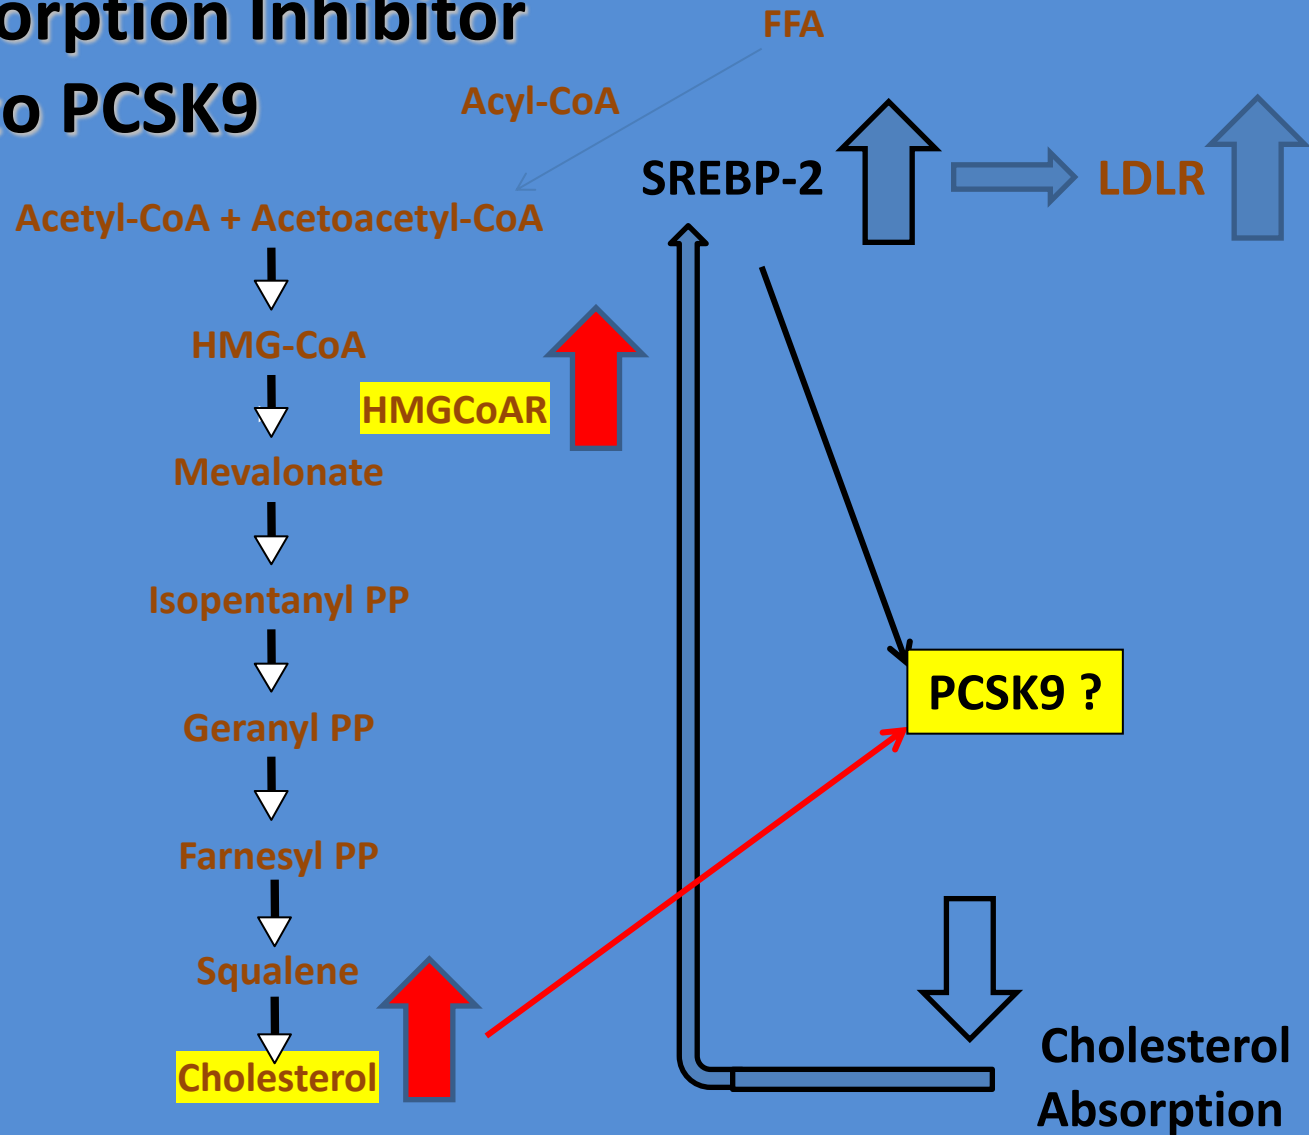 orption Inhibitor
to PCSK9
FFA
Acyl-CoA
SREBP-2
LDLR
Acetyl-CoA + Acetoacetyl-CoA
HMG-CoA
HMGCoAR
Mevalonate
Isopentanyl PP
Geranyl PP
PCSK9 ?
Farnesyl PP
Squalene
Cholesterol
Cholesterol
Absorption